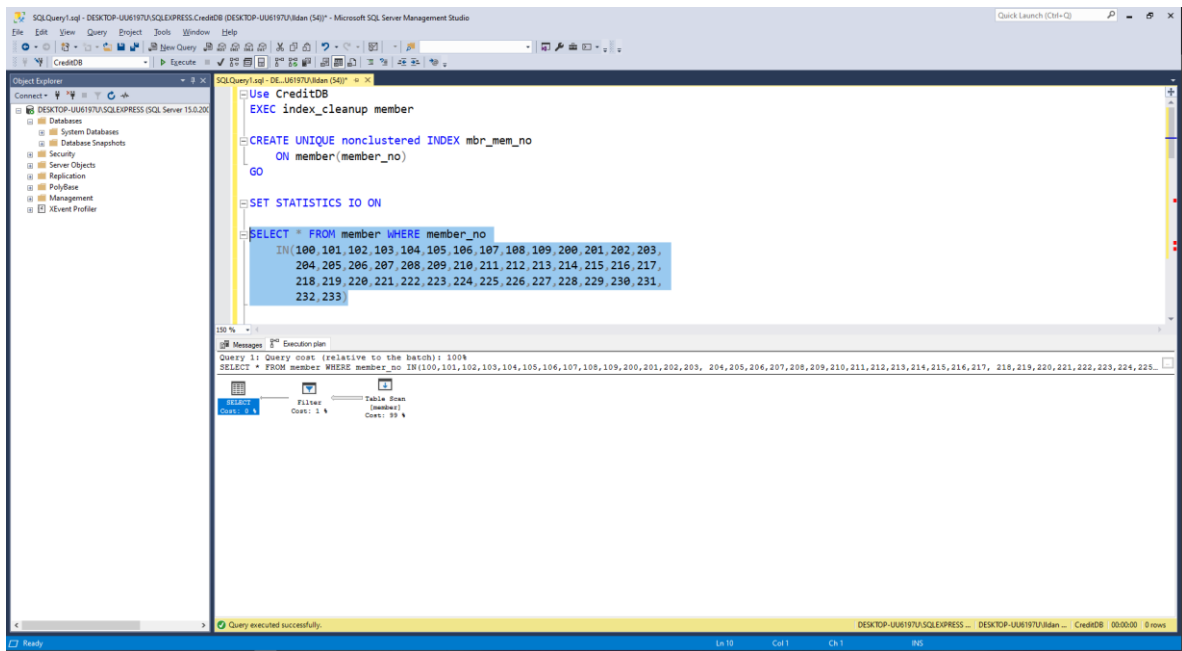 SQLQuery1.sql - DESKTOP-UU6197U\SQLEXPRESS.CreditDB (DESKTOP-UU6197U\lidan (54))* - Microsoft SQL Server Management Studio
Quick Launch (Ctrl+Q)
File Edit View Query Project Tools Window Help
New Query
CreditDB
Execute
Object Explorer
SQLQuery1.sql - DE...U6197U\lidan (54))*
Connect
DESKTOP-UU6197U\SQLEXPRESS (SQL Server 15.0.200
Databases
System Databases
Database Snapshots
Security
Server Objects
Replication
PolyBase
Management
XEvent Profiler
Use CreditDB
EXEC index_cleanup member
CREATE UNIQUE nonclustered INDEX mbr_mem_no
ON member(member_no)
GO
SET STATISTICS IO ON
SELECT * FROM member WHERE member_no
IN(100,101,102,103,104,105,106,107,108,109,200,201,202,203,
204,205,206,207,208,209,210,211,212,213,214,215,216,217,
218,219,220,221,222,223,224,225,226,227,228,229,230,231,
232,233)
150 %
Messages Execution plan
Query 1: Query cost (relative to the batch): 100%
SELECT * FROM member WHERE member_no IN(100,101,102,103,104,105,106,107,108,109,200,201,202,203, 204,205,206,207,208,209,210,211,212,213,214,215,216,217, 218,219,220,221,222,223,224,225…
SELECT
Cost: 0 %
Filter
Cost: 1 %
Table Scan
[member]
Cost: 99 %
Query executed successfully.
DESKTOP-UU6197U\SQLEXPRESS ... DESKTOP-UU6197U\lidan ... CreditDB 00:00:00 0 rows
Ready
Ln 10 Col 1 Ch 1 INS